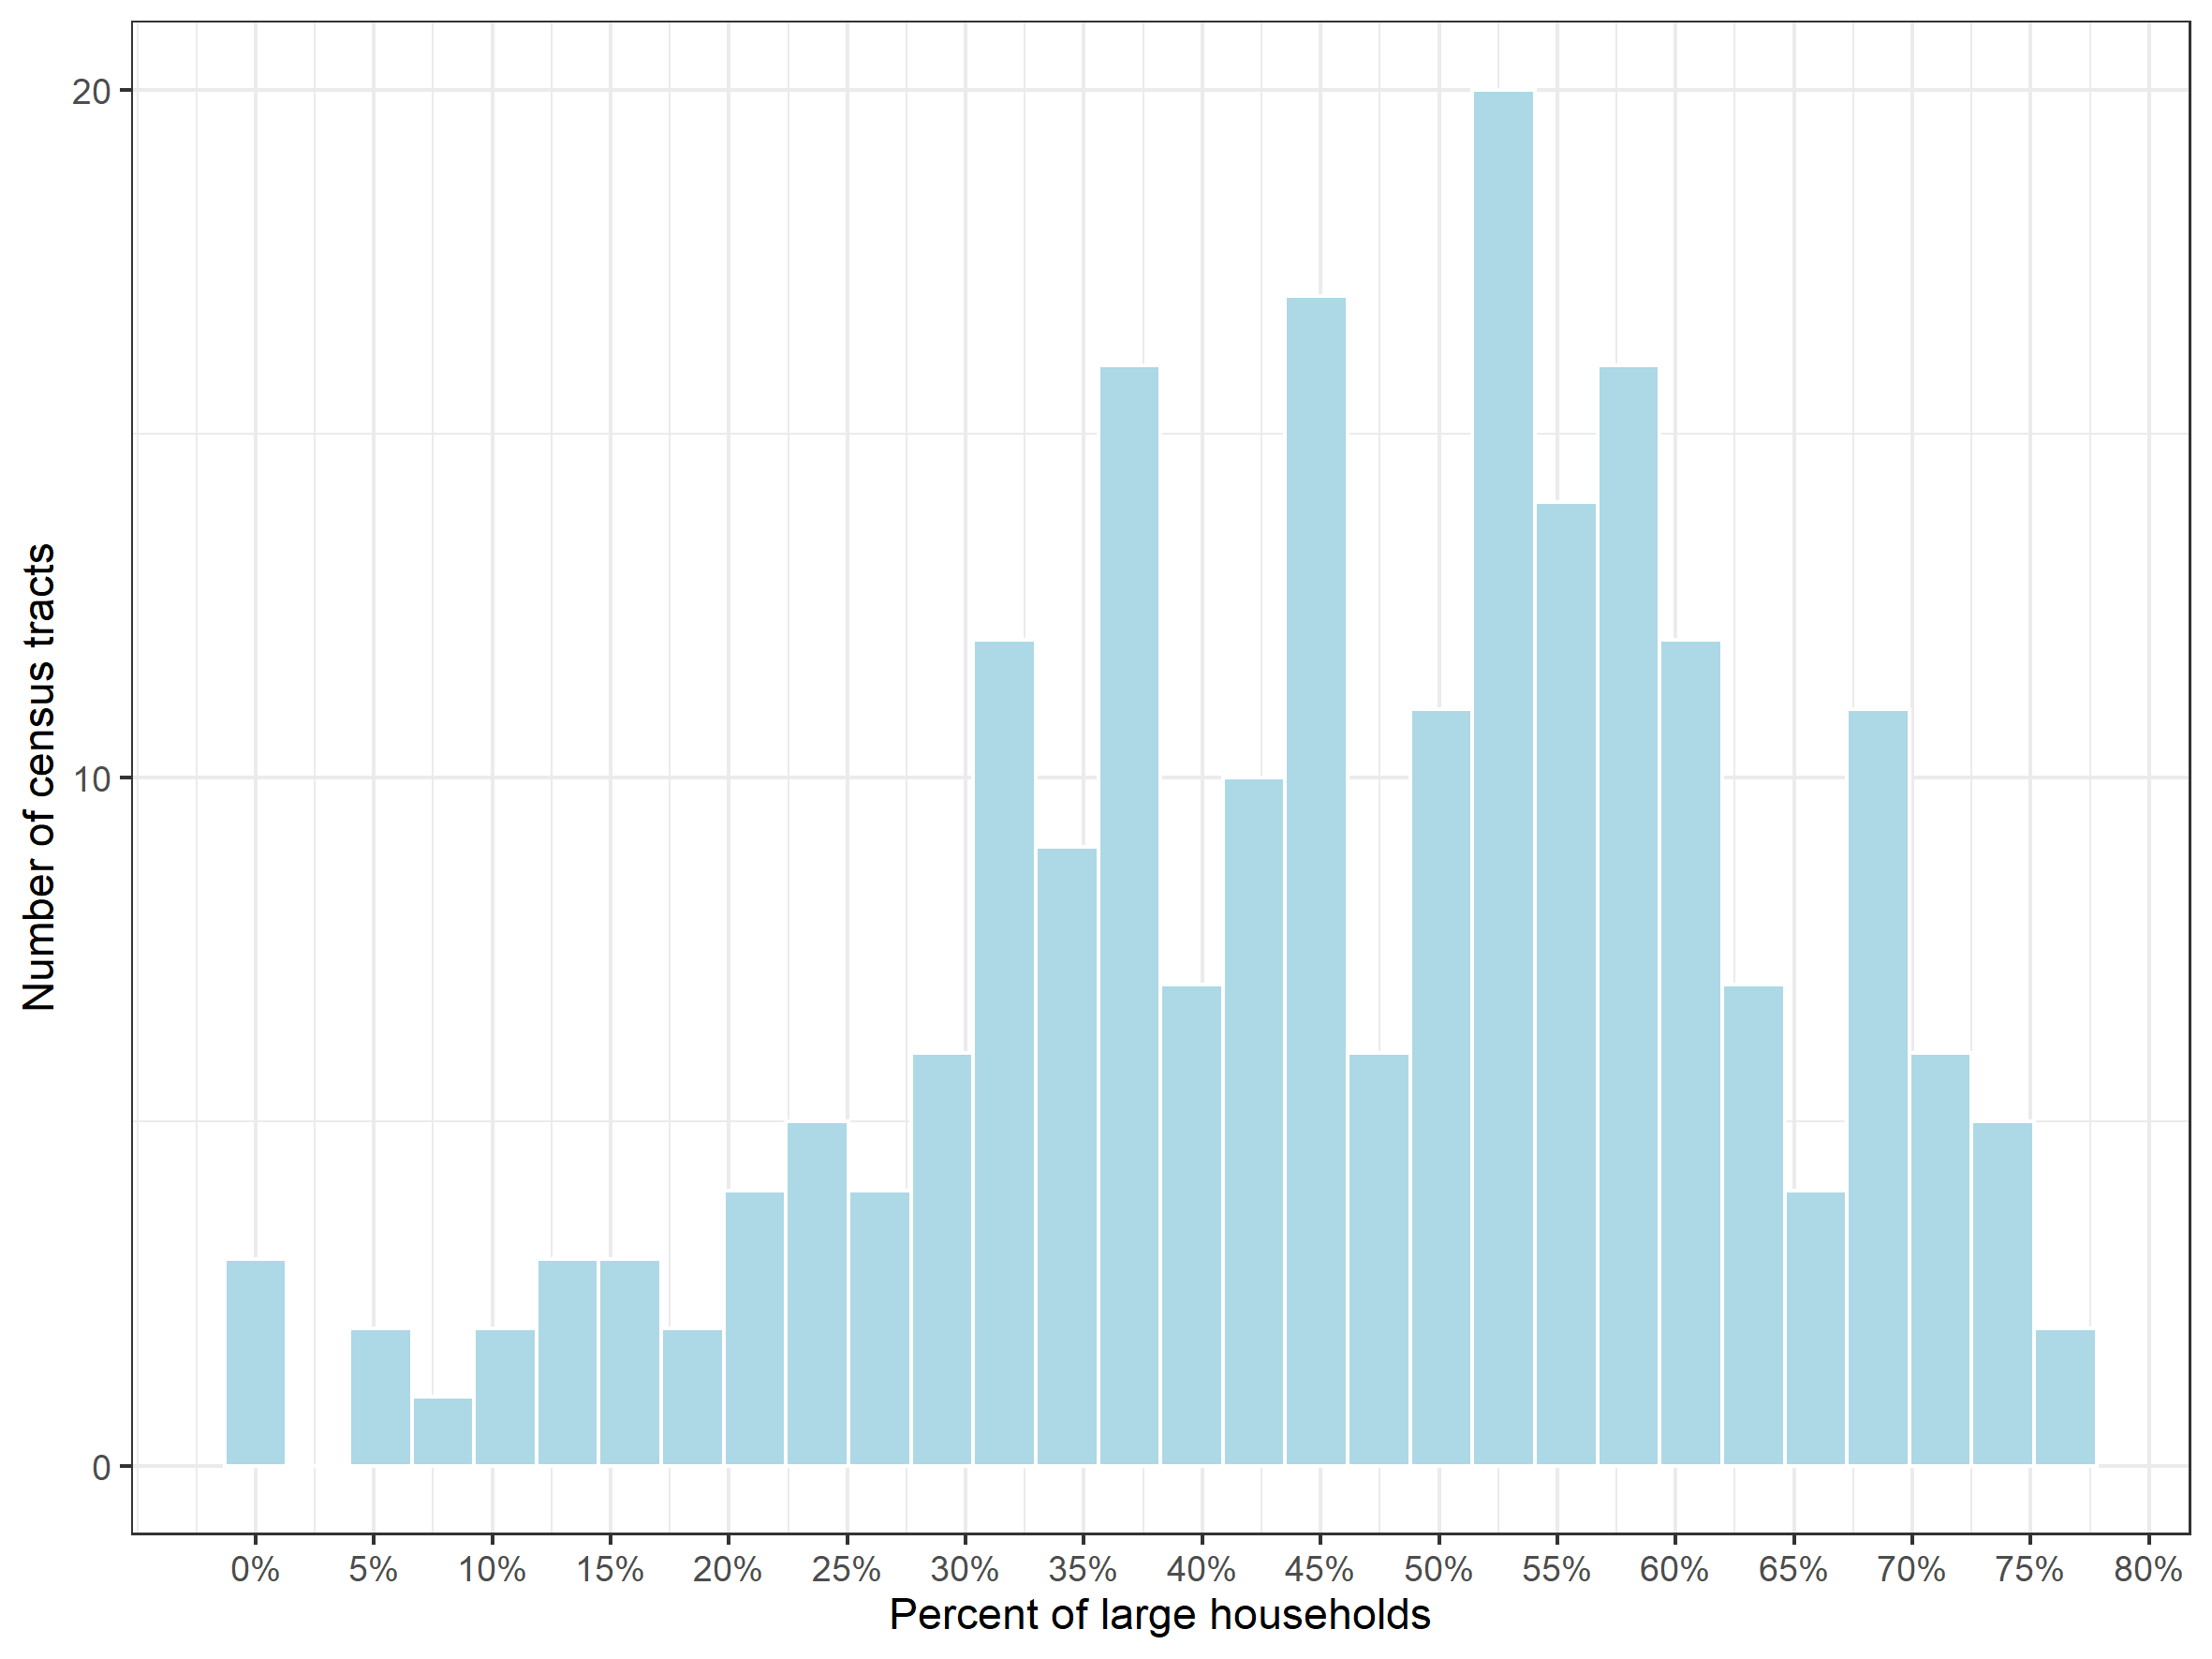 Number of census tracts
20
10
0
0% 5% 10% 15% 20% 25% 30% 35% 40% 45% 50% 55% 60% 65% 70% 75% 80%
Percent of large households